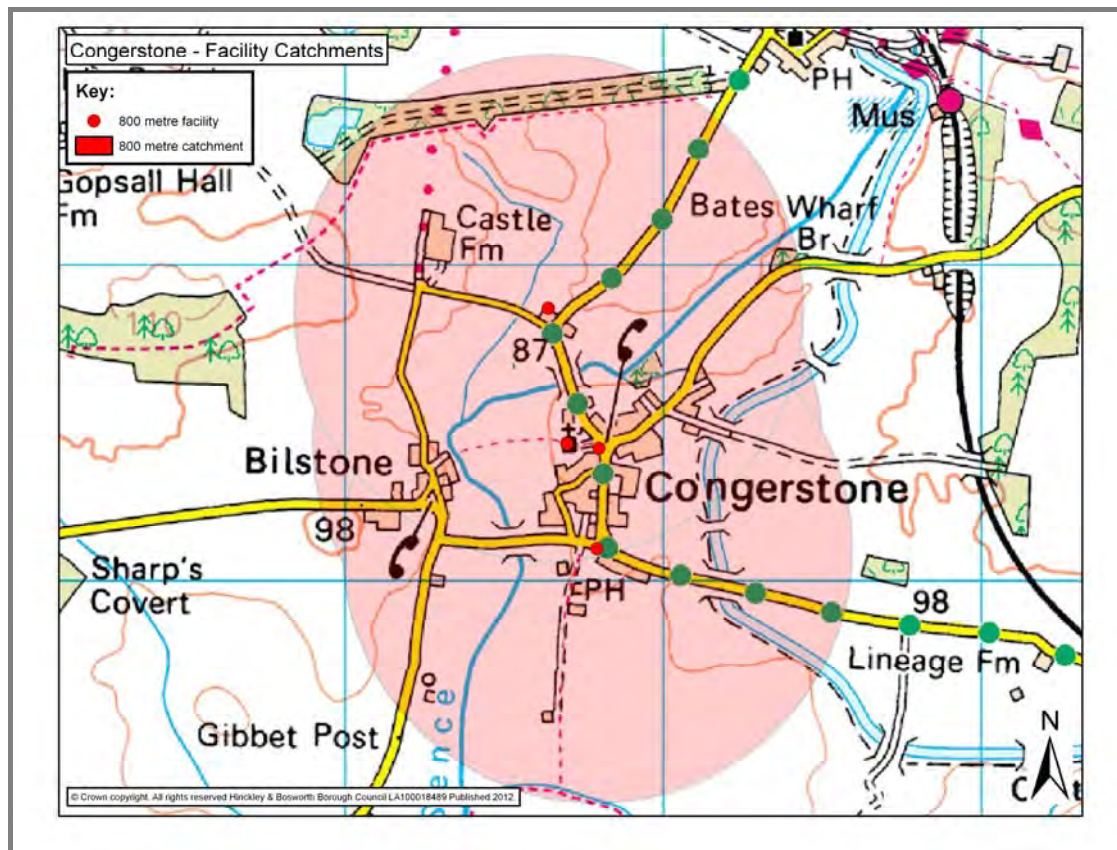 Congerstone - Facility Catchments
Key:
800 metre facility
800 metre catchment
PH
Mus
Gopsall Hall
Fm
Castle
Fm
Bates Wharf
Br
110
87
Bilstone
Congerstone
98
Sharp's
Covert
PH
98
Lineage Fm
Gibbet Post
ence
N
© Crown copyright. All rights reserved Hinckley & Bosworth Borough Council LA100018489 Published 2012.